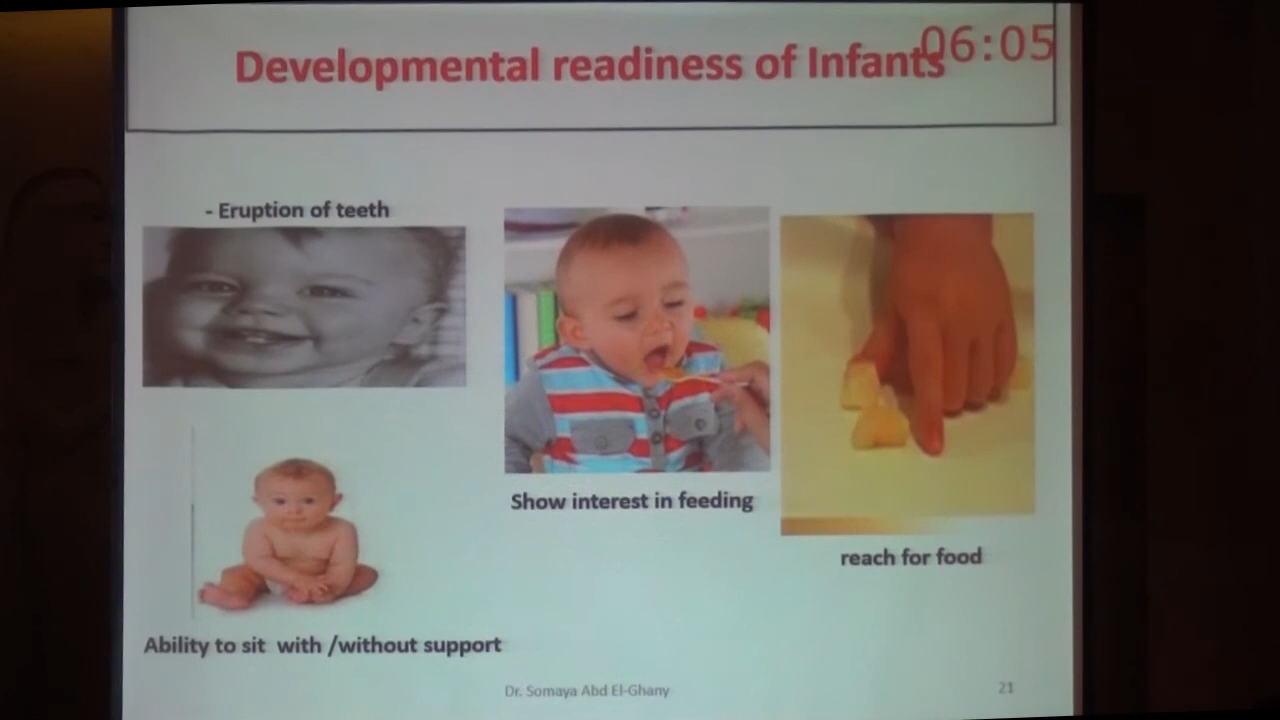 Developmental readiness of Infants
06:05
- Eruption of teeth
Show interest in feeding
reach for food
Ability to sit with /without support
Dr. Somaya Abd El-Ghany
21